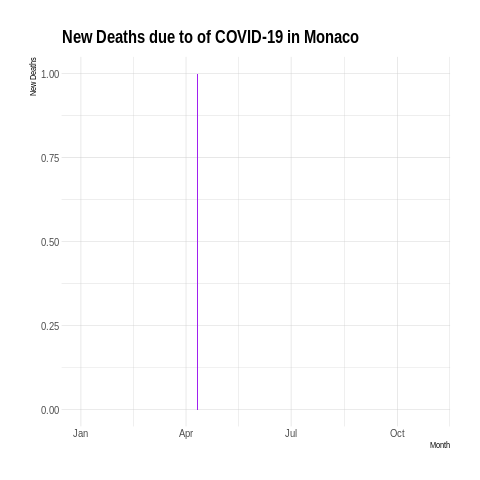 New Deaths due to of COVID-19 in Monaco
New Deaths
1.00
0.75
0.50
0.25
0.00
Jan Apr Jul Oct
Month